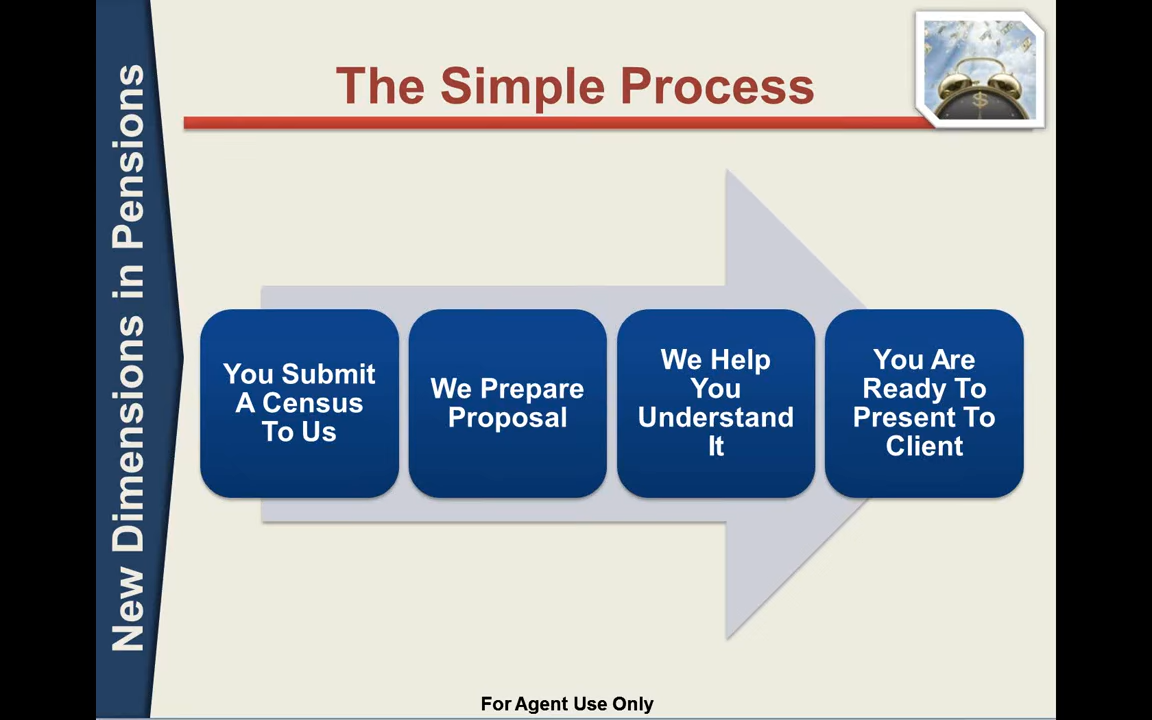 The Simple Process
New Dimensions in Pensions
You Submit
A Census
To Us
We Prepare
Proposal
We Help
You
Understand
It
You Are
Ready To
Present To
Client
For Agent Use Only
$